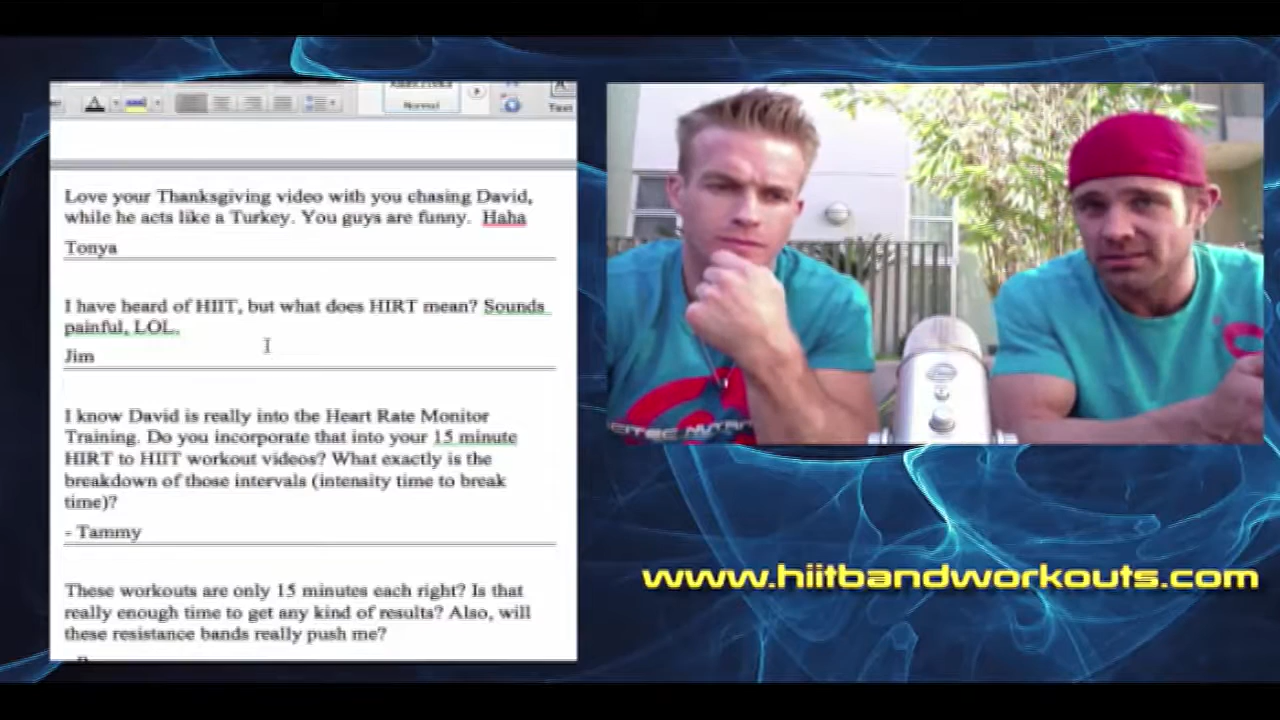 Normal
Text
Love your Thanksgiving video with you chasing David,
while he acts like a Turkey. You guys are funny. Haha
Tonya
I have heard of HIIT, but what does HIRT mean? Sounds
painful, LOL.
Jim
I know David is really into the Heart Rate Monitor
Training. Do you incorporate that into your 15 minute
HIRT to HIIT workout videos? What exactly is the
breakdown of those intervals (intensity time to break
time)?
- Tammy
These workouts are only 15 minutes each right? Is that
really enough time to get any kind of results? Also, will
these resistance bands really push me?
www.hiitbandworkouts.com